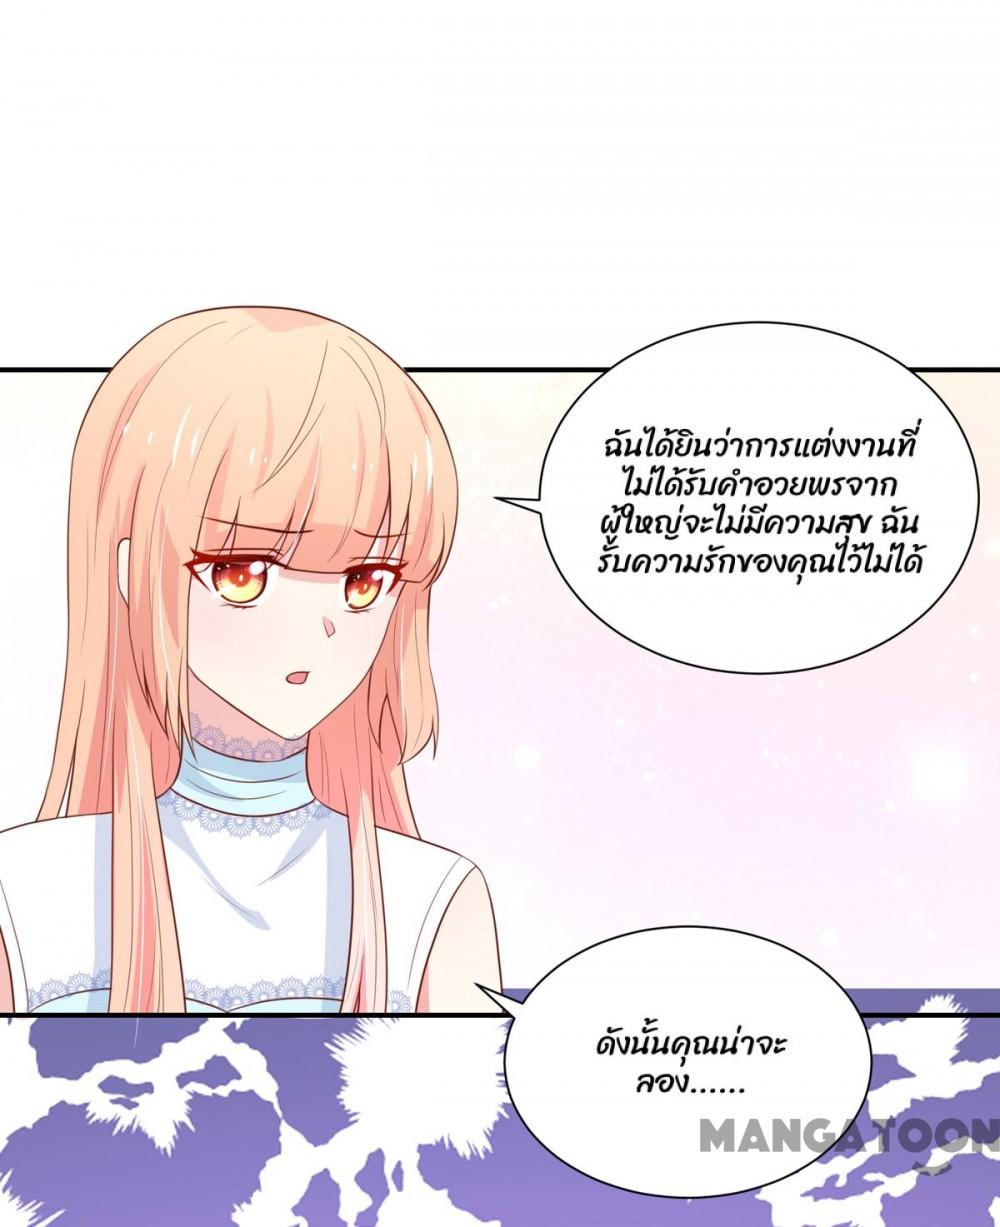 ฉันได้ยินว่าการแต่งงานที่
ไม่ได้รับคำอวยพรจาก
ผู้ใหญ่จะไม่มีความสุข ฉัน
รับความรักของคุณไว้ไม่ได้
ดังนั้นคุณน่าจะ
ลอง......
MANGATOON